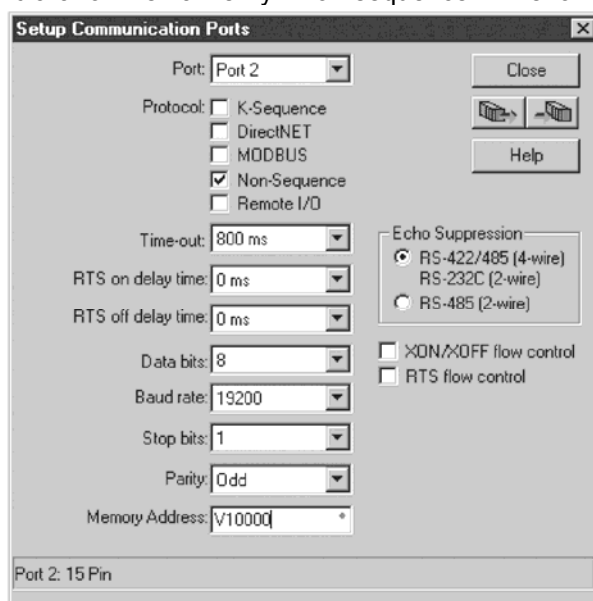 Setup Communication Ports
Port: Port 2
Close
Protocol: K-Sequence
DirectNET
MODBUS
Help
Non-Sequence
Remote I/O
Time-out: 800 ms
Echo Suppression
RS-422/485 (4-wire)
RS-232C (2-wire)
RS-485 (2-wire)
RTS on delay time: 0 ms
RTS off delay time: 0 ms
XON/XOFF flow control
RTS flow control
Data bits: 8
Baud rate: 19200
Stop bits: 1
Parity: Odd
Memory Address: V10000
Port 2: 15 Pin